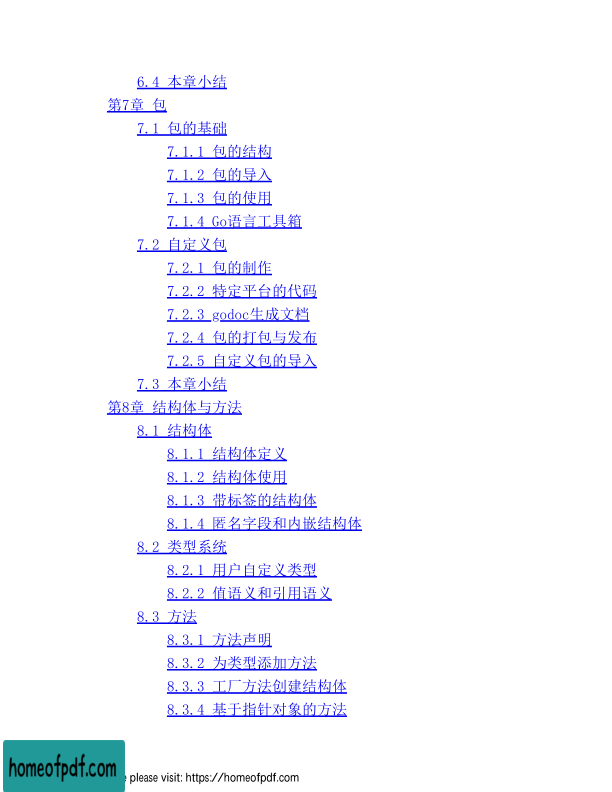 6.4 本章小结
第7章 包
7.1 包的基础
7.1.1 包的结构
7.1.2 包的导入
7.1.3 包的使用
7.1.4 Go语言工具箱
7.2 自定义包
7.2.1 包的制作
7.2.2 特定平台的代码
7.2.3 godoc生成文档
7.2.4 包的打包与发布
7.2.5 自定义包的导入
7.3 本章小结
第8章 结构体与方法
8.1 结构体
8.1.1 结构体定义
8.1.2 结构体使用
8.1.3 带标签的结构体
8.1.4 匿名字段和内嵌结构体
8.2 类型系统
8.2.1 用户自定义类型
8.2.2 值语义和引用语义
8.3 方法
8.3.1 方法声明
8.3.2 为类型添加方法
8.3.3 工厂方法创建结构体
8.3.4 基于指针对象的方法
homeofpdf.com
please visit: https://homeofpdf.com